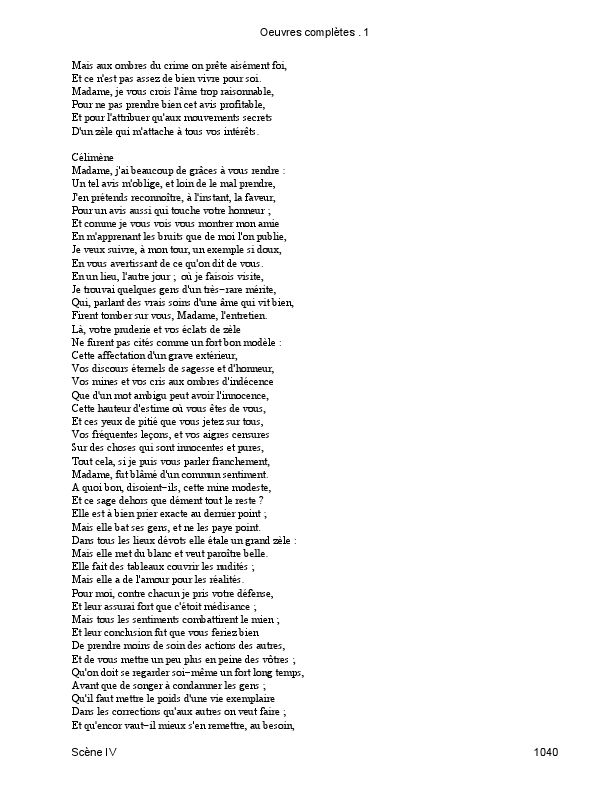 Oeuvres complètes . 1
Mais aux ombres du crime on prête aisément foi,
Et ce n'est pas assez de bien vivre pour soi.
Madame, je vous crois l'âme trop raisonnable,
Pour ne pas prendre bien cet avis profitable,
Et pour l'attribuer qu'aux mouvements secrets
D'un zèle qui m'attache à tous vos intérêts.
Célimène
Madame, j'ai beaucoup de grâces à vous rendre :
Un tel avis m'oblige, et loin de le mal prendre,
J'en prétends reconnoître, à l'instant, la faveur,
Pour un avis aussi qui touche votre honneur ;
Et comme je vous vois vous montrer mon amie
En m'apprenant les bruits que de moi l'on publie,
Je veux suivre, à mon tour, un exemple si doux,
En vous avertissant de ce qu'on dit de vous.
En un lieu, l'autre jour ; où je faisois visite,
Je trouvai quelques gens d'un très−rare mérite,
Qui, parlant des vrais soins d'une âme qui vit bien,
Firent tomber sur vous, Madame, l'entretien.
Là, votre pruderie et vos éclats de zèle
Ne furent pas cités comme un fort bon modèle :
Cette affectation d'un grave extérieur,
Vos discours éternels de sagesse et d'honneur,
Vos mines et vos cris aux ombres d'indécence
Que d'un mot ambigu peut avoir l'innocence,
Cette hauteur d'estime où vous êtes de vous,
Et ces yeux de pitié que vous jetez sur tous,
Vos fréquentes leçons, et vos aigres censures
Sur des choses qui sont innocentes et pures,
Tout cela, si je puis vous parler franchement,
Madame, fut blâmé d'un commun sentiment.
A quoi bon, disoient−ils, cette mine modeste,
Et ce sage dehors que dément tout le reste ?
Elle est à bien prier exacte au dernier point ;
Mais elle bat ses gens, et ne les paye point.
Dans tous les lieux dévots elle étale un grand zèle :
Mais elle met du blanc et veut paroître belle.
Elle fait des tableaux couvrir les nudités ;
Mais elle a de l'amour pour les réalités.
Pour moi, contre chacun je pris votre défense,
Et leur assurai fort que c'étoit médisance ;
Mais tous les sentiments combattirent le mien ;
Et leur conclusion fut que vous feriez bien
De prendre moins de soin des actions des autres,
Et de vous mettre un peu plus en peine des vôtres ;
Qu'on doit se regarder soi−même un fort long temps,
Avant que de songer à condamner les gens ;
Qu'il faut mettre le poids d'une vie exemplaire
Dans les corrections qu'aux autres on veut faire ;
Et qu'encor vaut−il mieux s'en remettre, au besoin,
Scène IV 1040